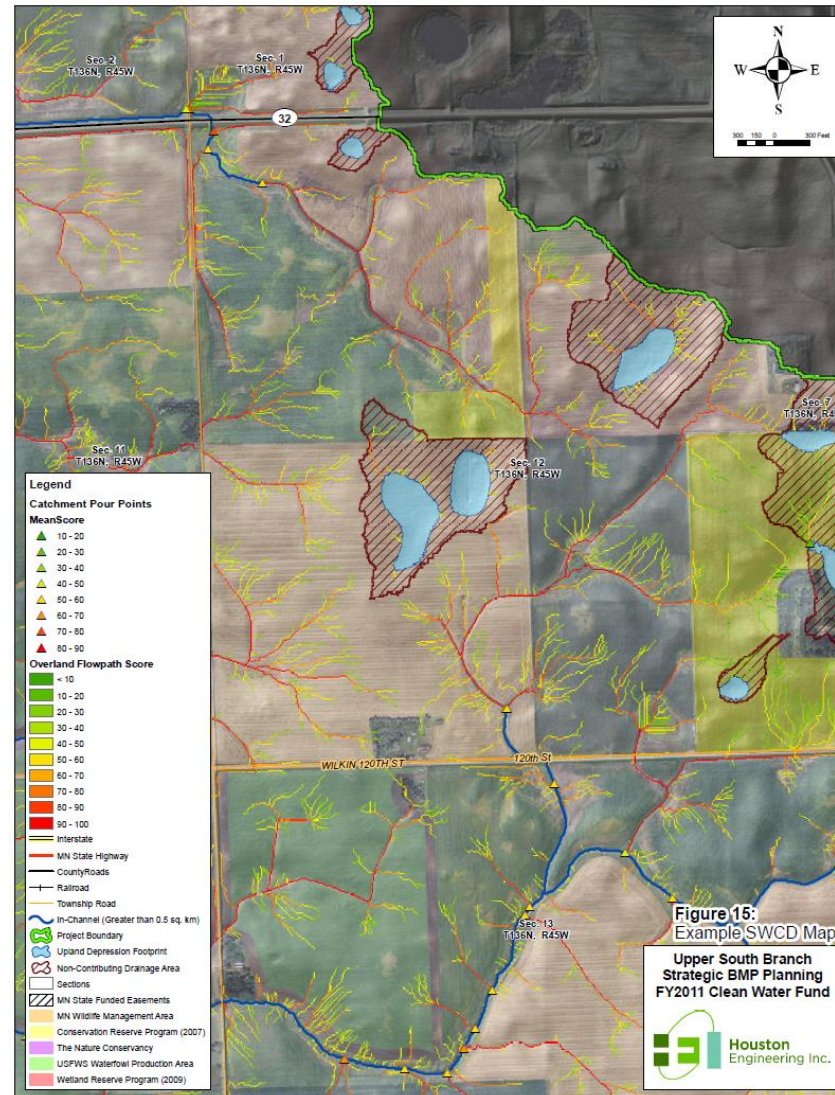 Sec. 2
T136N, R45W
Sec. 1
T136N, R45W
N
W E
S
300 150 0 300 Feet
32
Sec. 7
T136N, R4
Sec. 11
T136N, R45W
Sec. 12
T136N, R45W
Legend
Catchment Pour Points
MeanScore
10 - 20
20 - 30
30 - 40
40 - 50
50 - 60
60 - 70
70 - 80
80 - 90
Overland Flowpath Score
< 10
10 - 20
20 - 30
30 - 40
40 - 50
50 - 60
60 - 70
70 - 80
80 - 90
90 - 100
Interstate
MN State Highway
CountyRoads
Railroad
Township Road
In-Channel (Greater than 0.5 sq. km)
Project Boundary
Upland Depression Footprint
Non-Contributing Drainage Area
Sections
MN State Funded Easements
MN Wildlife Management Area
Conservation Reserve Program (2007)
The Nature Conservancy
USFWS Waterfowl Production Area
Wetland Reserve Program (2009)
WILKIN 120TH ST
120th St
Sec. 13
T136N, R45W
Figure 15:
Example SWCD Map
Upper South Branch
Strategic BMP Planning
FY2011 Clean Water Fund
Houston
Engineering Inc.